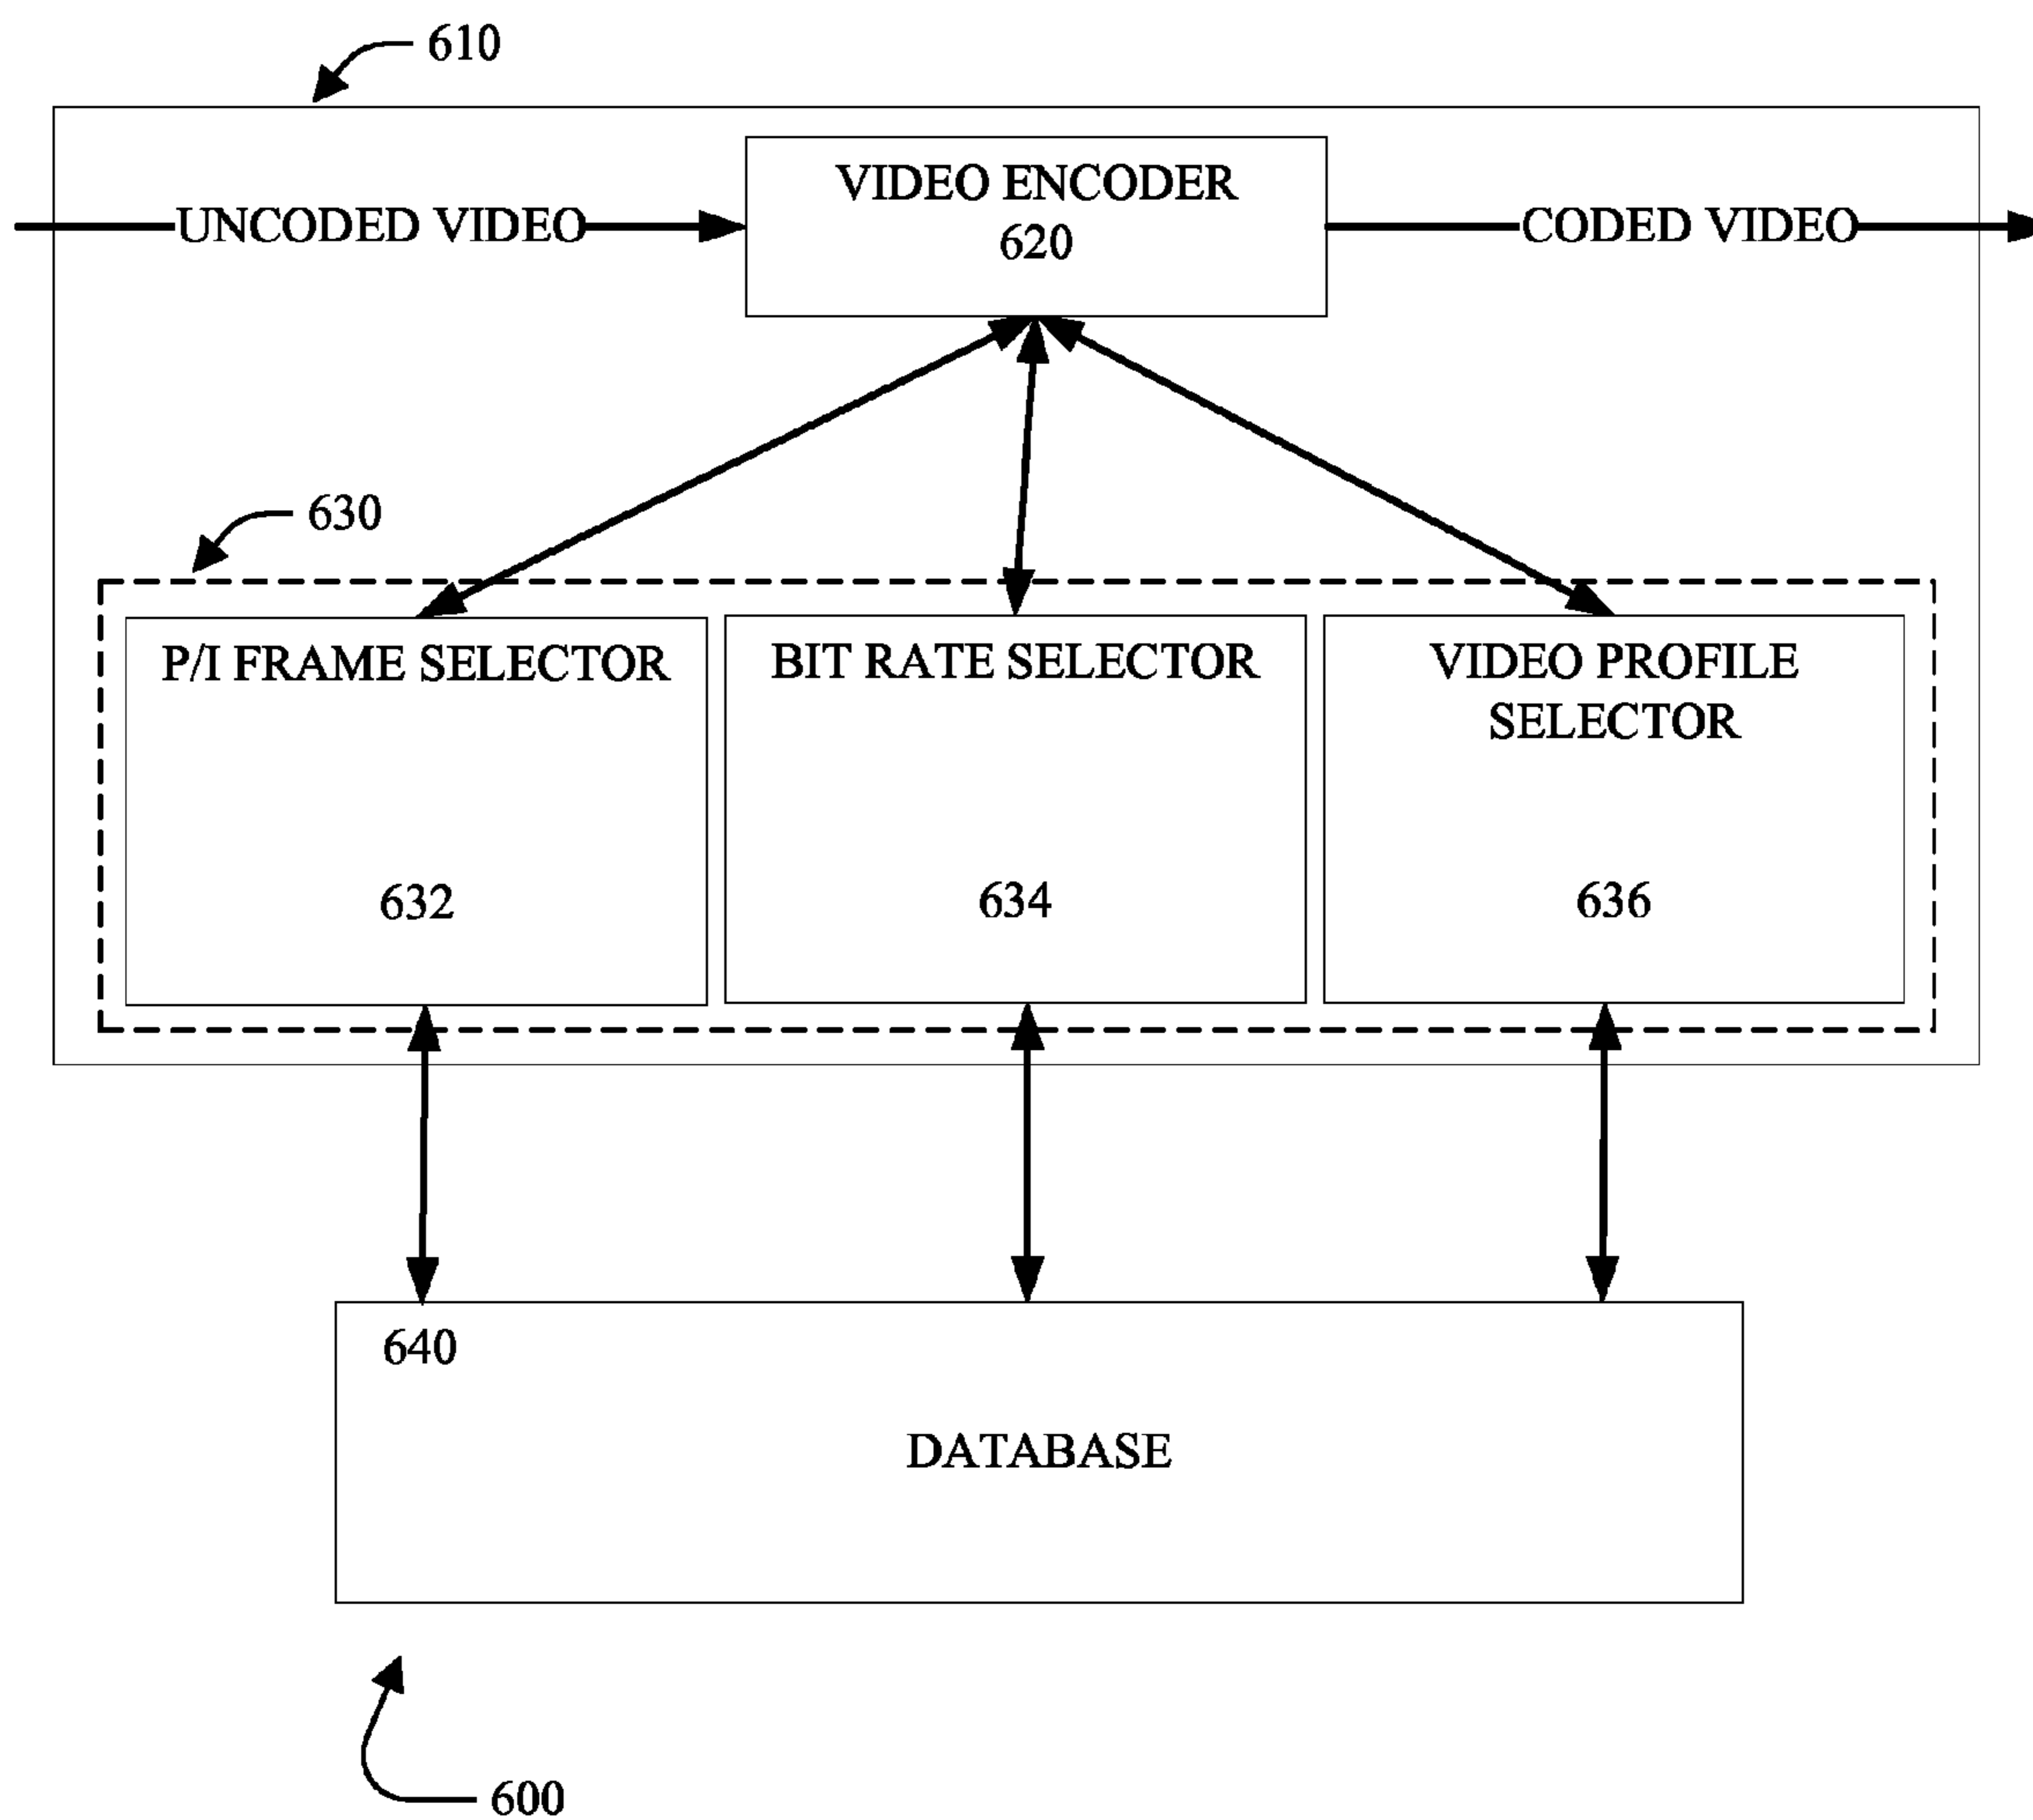 610
VIDEO ENCODER
620
UNCODED VIDEO
CODED VIDEO
630
P/I FRAME SELECTOR
632
BIT RATE SELECTOR
634
VIDEO PROFILE
SELECTOR
636
640
DATABASE
600